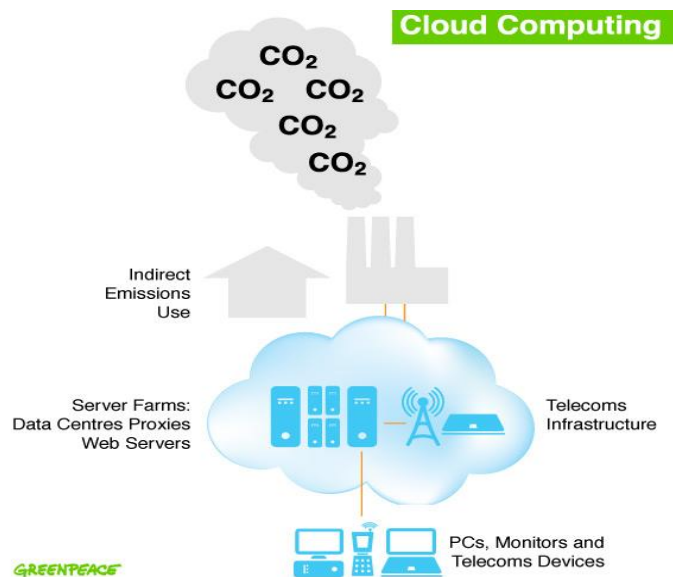 Cloud Computing
CO₂
CO₂
CO₂
CO₂
CO₂
Indirect
Emissions
Use
Server Farms:
Data Centres Proxies
Web Servers
Telecoms
Infrastructure
E
PCs, Monitors and
Telecoms Devices
GREENPEACE